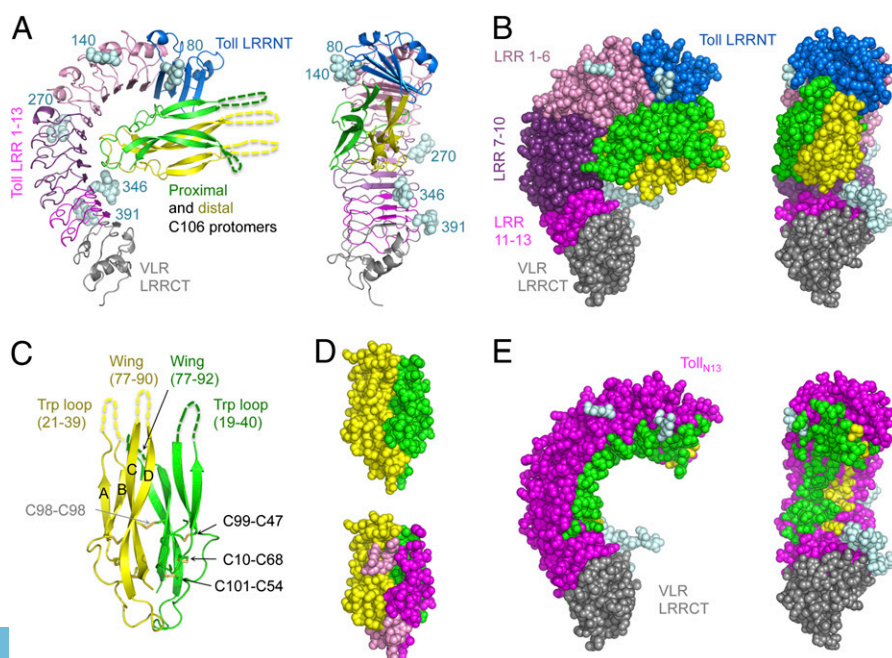 A
140
80
Toll LRRNT
270
Toll LRR 1-13
346
391
Proximal
and distal
C106 protomers
VLR
LRRCT
80
140
270
346
391
B
LRR 1-6
Toll LRRNT
LRR 7-10
LRR
11-13
VLR
LRRCT
C
Wing
(77-90)
Wing
(77-92)
Trp loop
(21-39)
Trp loop
(19-40)
A
B
C
D
C98-C98
C99-C47
C10-C68
C101-C54
D
E
TollN13
VLR
LRRCT